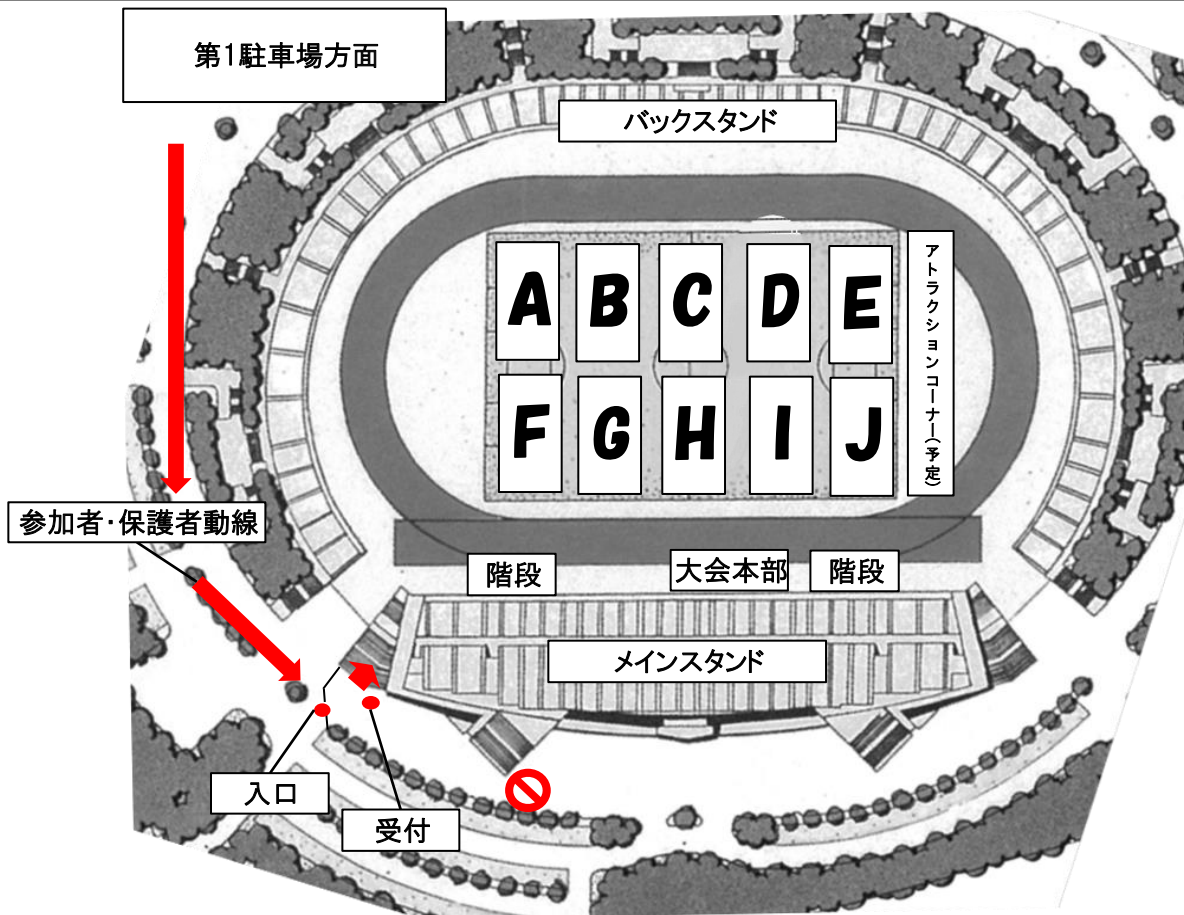 第1駐車場方面
バックスタンド
A B C D E
F G H I J
アトラクションコーナー(予定)
参加者・保護者動線
階段
大会本部
階段
メインスタンド
入口
受付